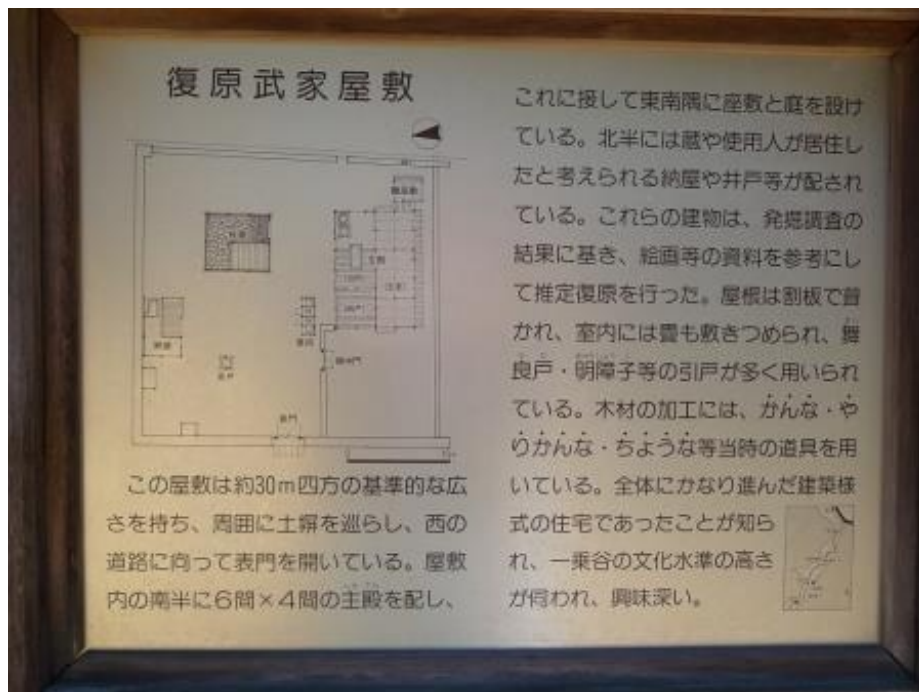 復原武家屋敷
主殿
井戸
表門
この屋敷は約30m四方の基準的な広
さを持ち、周囲に土塀を巡らし、西の
道路に向って表門を開いている。屋敷
内の南半に6間×4間の主殿を配し、
これに接して東南隅に座敷と庭を設け
ている。北半には蔵や使用人が居住し
たと考えられる納屋や井戸等が配され
ている。これらの建物は、発掘調査の
結果に基き、絵画等の資料を参考にし
て推定復原を行った。屋根は割板で葺
かれ、室内には畳も敷きつめられ、舞
良戸・明障子等の引戸が多く用いられ
ている。木材の加工には、かんな・や
りかんな・ちような等当時の道具を用
いている。全体にかなり進んだ建築様
式の住宅であったことが知ら
れ、一乗谷の文化水準の高さ
が伺われ、興味深い。